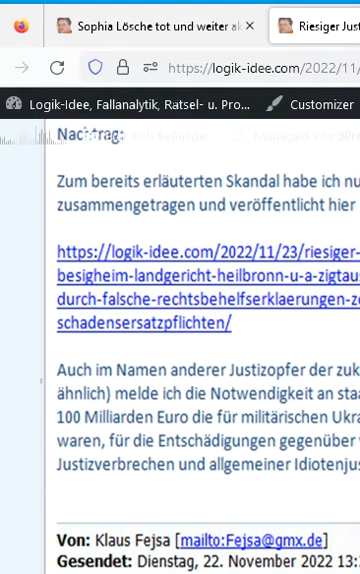 Sophia Lösche tot und weiter
Riesiger Just
https://logik-idee.com/2022/11/
Logik-Idee, Fallanalytik, Ratsel- u. Pro...
Customizer
Nachtrag:
Zum bereits erläuterten Skandal habe ich nu
zusammengetragen und veröffentlicht hier
https://logik-idee.com/2022/11/23/riesiger-
besigheim-landgericht-heilbronn-u-a-zigtaus
durch-falsche-rechtsbehelfserklaerungen-ze
schadensersatzpflichten/
Auch im Namen anderer Justizopfer der zuk
ähnlich) melde ich die Notwendigkeit an staa
100 Milliarden Euro die für militärischen Ukra
waren, für die Entschädigungen gegenüber
Justizverbrechen und allgemeiner Idiotenjus
Von: Klaus Fejsa [mailto:Fejsa@gmx.de]
Gesendet: Dienstag, 22. November 2022 13: